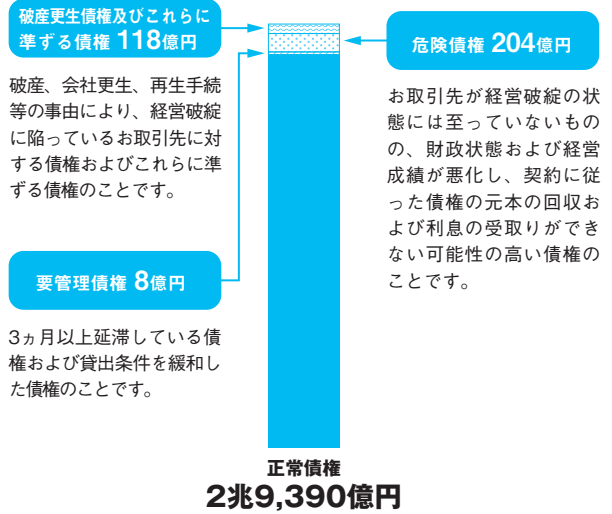 破産更生債権及びこれらに
準ずる債権 118億円
破産、会社更生、再生手続
等の事由により、経営破綻
に陥っているお取引先に対
する債権およびこれらに準
ずる債権のことです。
要管理債権 8億円
3ヵ月以上延滞している債
権および貸出条件を緩和し
た債権のことです。
危険債権 204億円
お取引先が経営破綻の状
態には至っていないもの
の、財政状態および経営
成績が悪化し、契約に従
った債権の元本の回収お
よび利息の受取りができ
ない可能性の高い債権の
ことです。
正常債権
2兆9,390億円